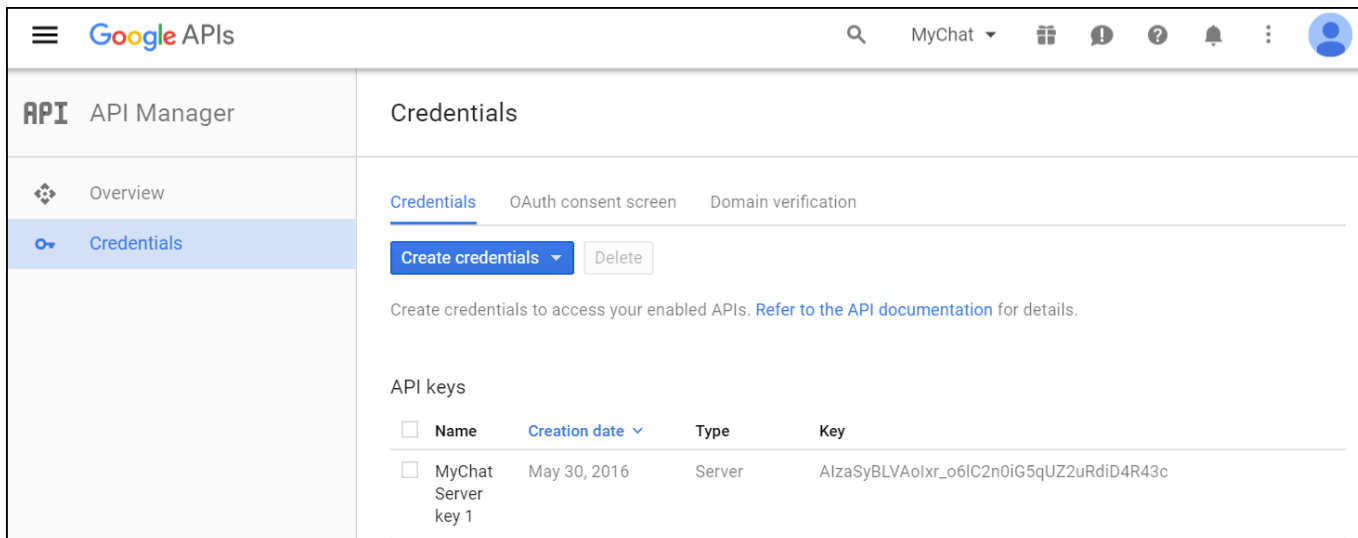 Google APIs
MyChat
API API Manager
Credentials
Overview
Credentials
Credentials OAuth consent screen Domain verification
Create credentials Delete
Create credentials to access your enabled APIs. Refer to the API documentation for details.
API keys
Name Creation date Type Key
MyChat May 30, 2016 Server AIzaSyBLVAoIxr_o6lC2n0iG5qUZ2uRdiD4R43c
Server
key 1